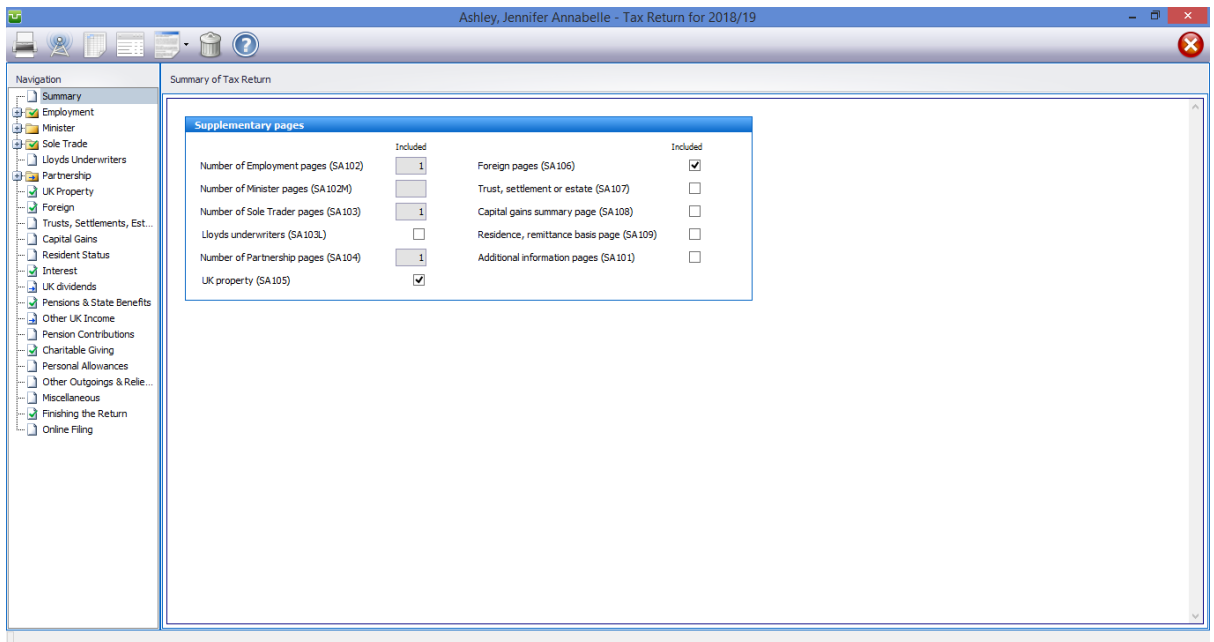 Ashley, Jennifer Annabelle - Tax Return for 2018/19
Navigation
Summary
Employment
Minister
Sole Trade
Lloyds Underwriters
Partnership
UK Property
Foreign
Trusts, Settlements, Est...
Capital Gains
Resident Status
Interest
UK dividends
Pensions & State Benefits
Other UK Income
Pension Contributions
Charitable Giving
Personal Allowances
Other Outgoings & Relie...
Miscellaneous
Finishing the Return
Online Filing
Summary of Tax Return
Supplementary pages
Included Included
Number of Employment pages (SA102) 1 Foreign pages (SA106)
Number of Minister pages (SA102M) Trust, settlement or estate (SA107)
Number of Sole Trader pages (SA103) 1 Capital gains summary page (SA108)
Lloyds underwriters (SA103L) Residence, remittance basis page (SA109)
Number of Partnership pages (SA104) 1 Additional information pages (SA101)
UK property (SA105)